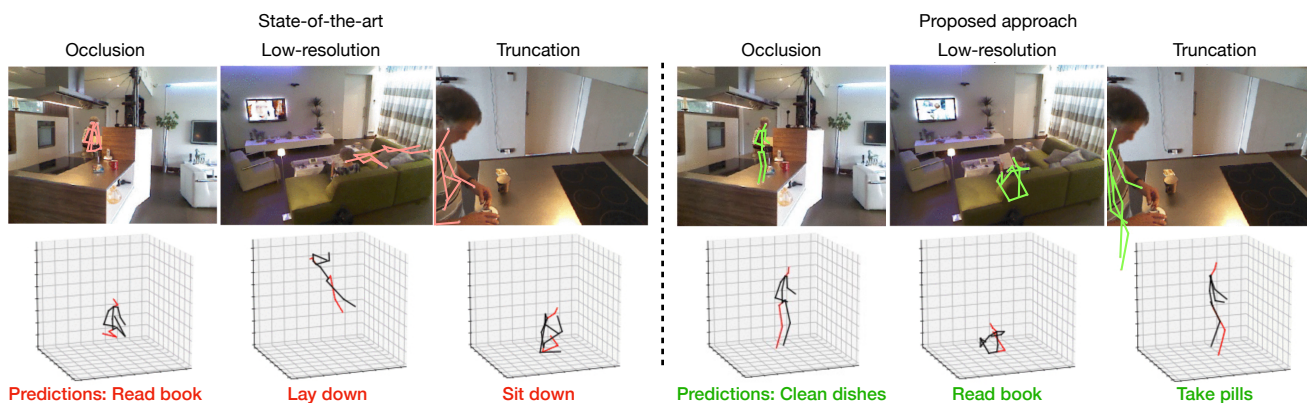 State-of-the-art
Occlusion Low-resolution Truncation
Predictions: Read book Lay down Sit down
Proposed approach
Occlusion Low-resolution Truncation
Predictions: Clean dishes Read book Take pills